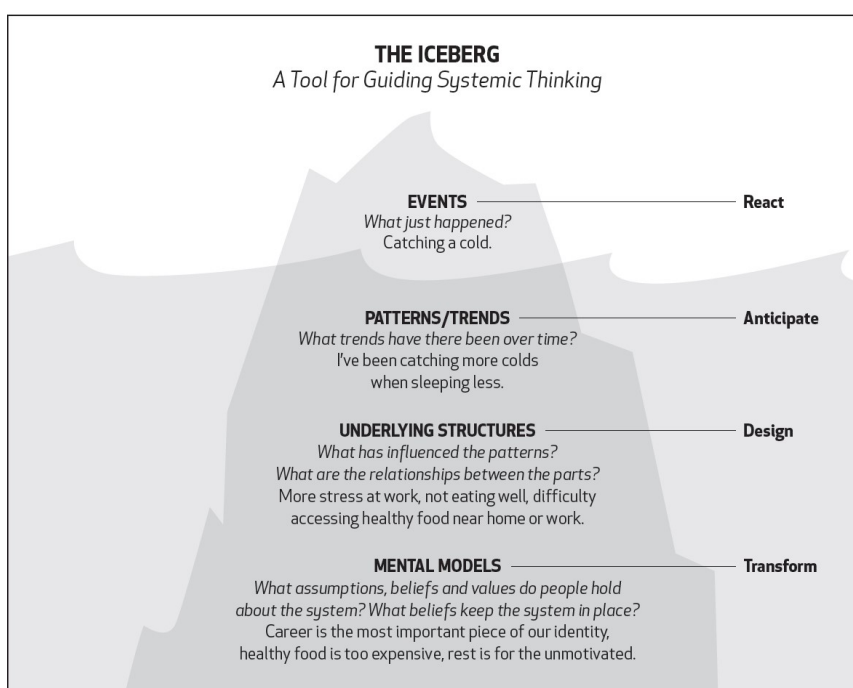 THE ICEBERG
A Tool for Guiding Systemic Thinking
EVENTS React
What just happened?
Catching a cold.
PATTERNS/TRENDS Anticipate
What trends have there been over time?
I've been catching more colds
when sleeping less.
UNDERLYING STRUCTURES Design
What has influenced the patterns?
What are the relationships between the parts?
More stress at work, not eating well, difficulty
accessing healthy food near home or work.
MENTAL MODELS Transform
What assumptions, beliefs and values do people hold
about the system? What beliefs keep the system in place?
Career is the most important piece of our identity,
healthy food is too expensive, rest is for the unmotivated.